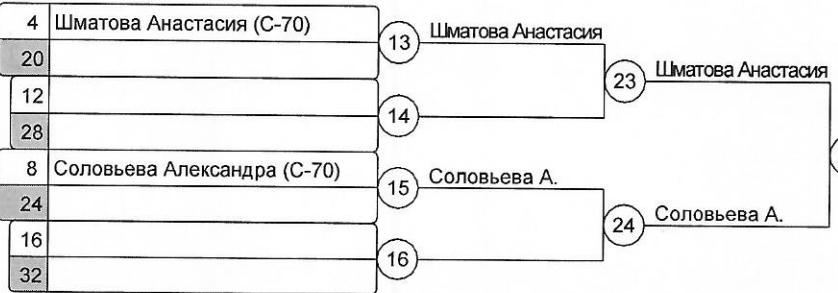 4 Шматова Анастасия (С-70)
20
13 Шматова Анастасия
12
28
14
23 Шматова Анастасия
8 Соловьева Александра (С-70)
24
15 Соловьева А.
16
32
16
24 Соловьева А.